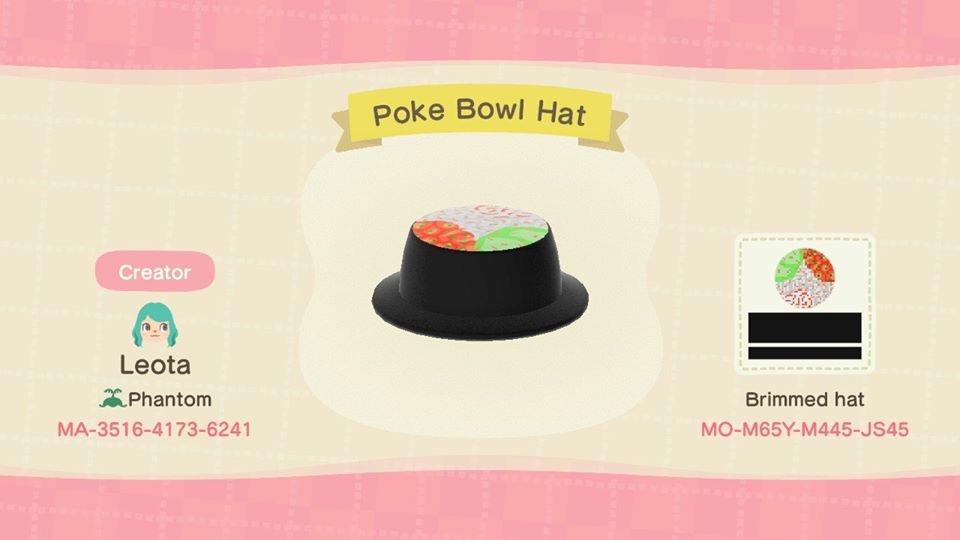 Poke Bowl Hat
Creator
Leota
Phantom
MA-3516-4173-6241
Brimmed hat
MO-M65Y-M445-JS45